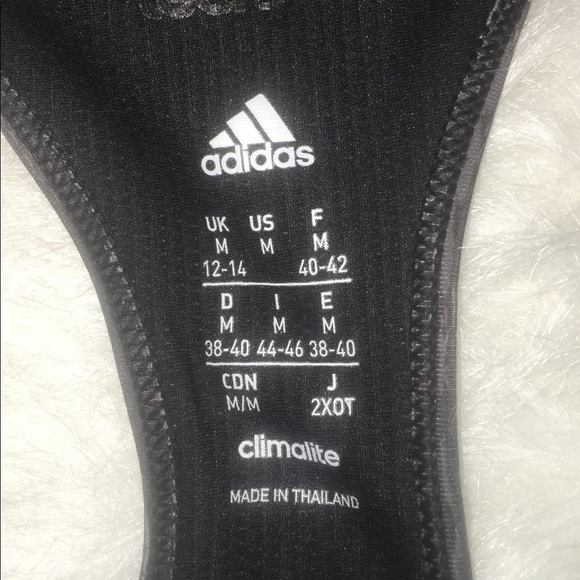 adidas
UK US F
M M M
12-14 40-42
D I E
M M M
38-40 44-46 38-40
CDN J
M/M 2XOT
climalite
MADE IN THAILAND